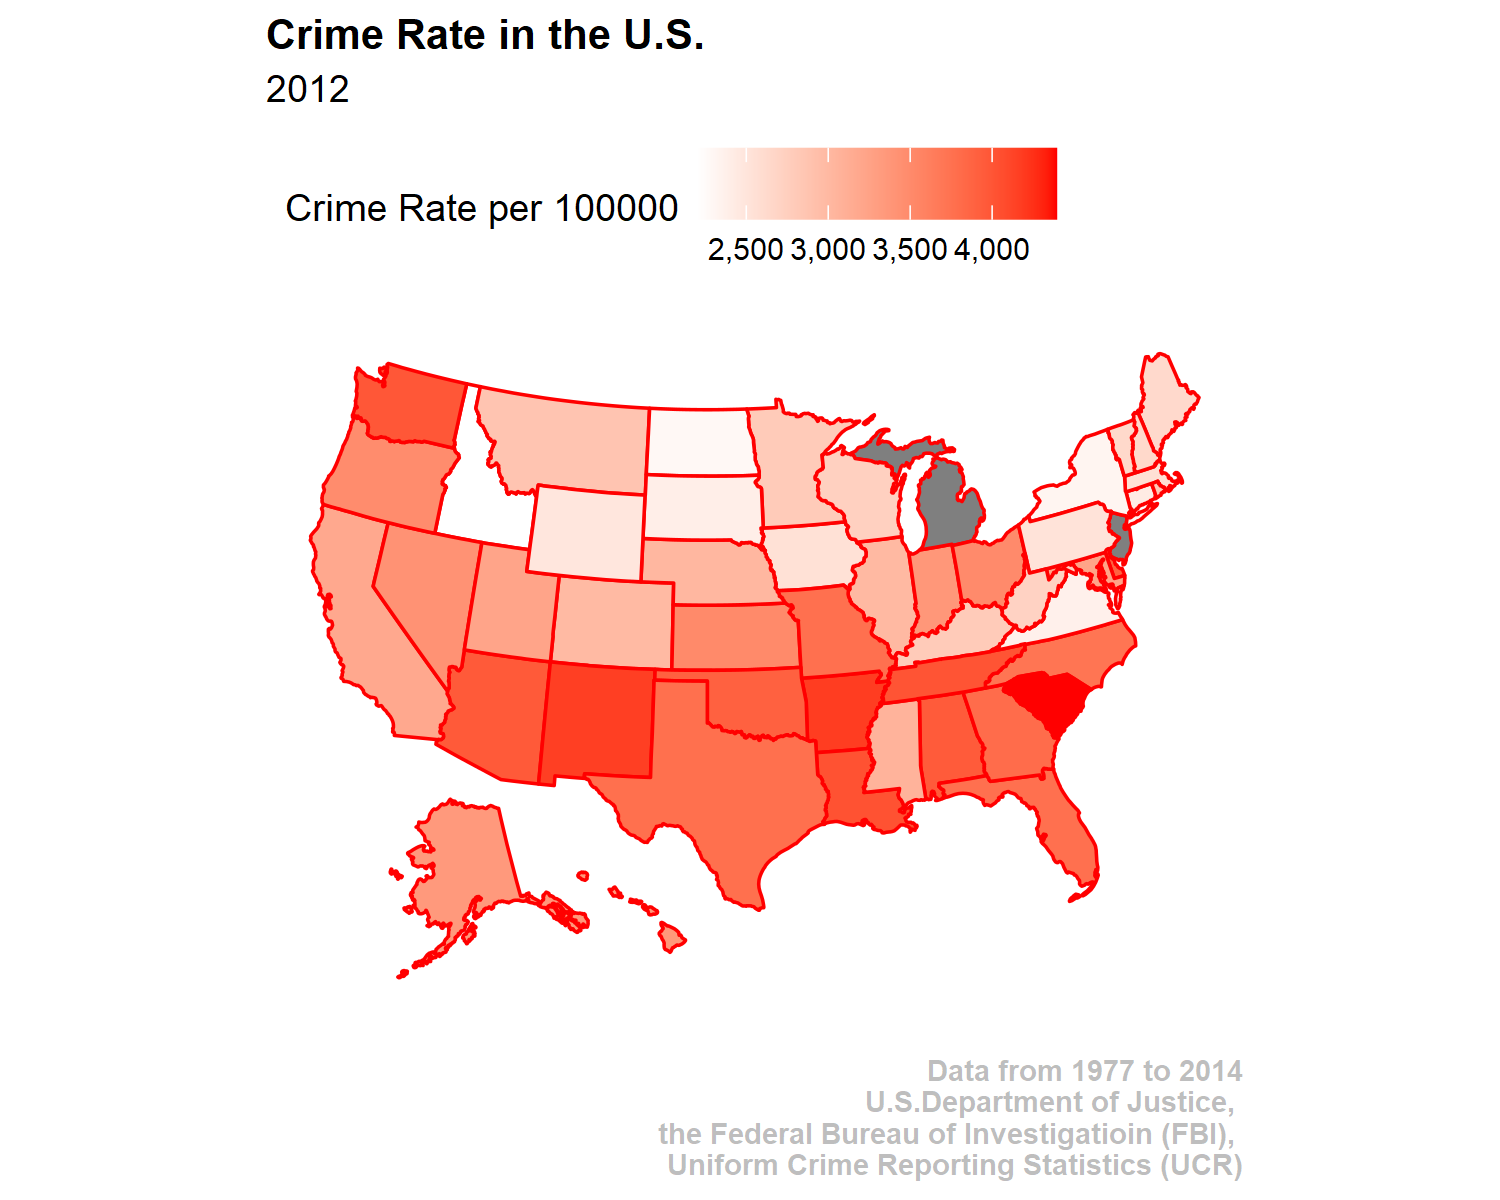 Crime Rate in the U.S.
2012
Crime Rate per 100000
2,500 3,000 3,500 4,000
Data from 1977 to 2014
U.S.Department of Justice,
the Federal Bureau of Investigatioin (FBI),
Uniform Crime Reporting Statistics (UCR)